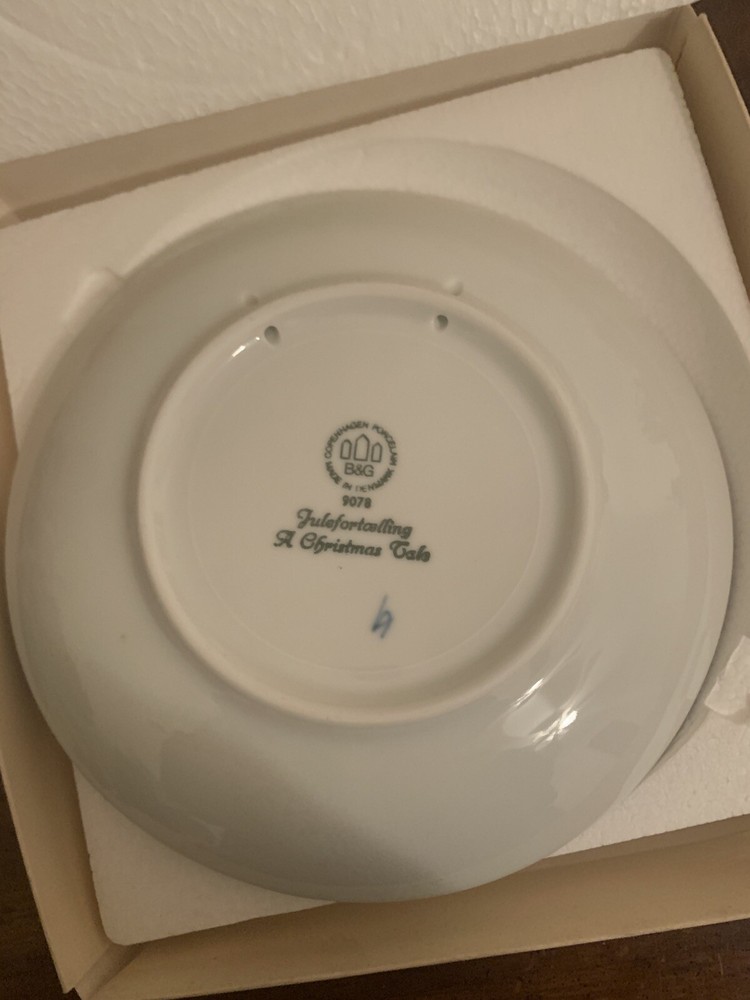 COPENHAGEN PORCELAIN
B&G
MADE IN DENMARK
9078
Julefortælling
A Christmas Tale